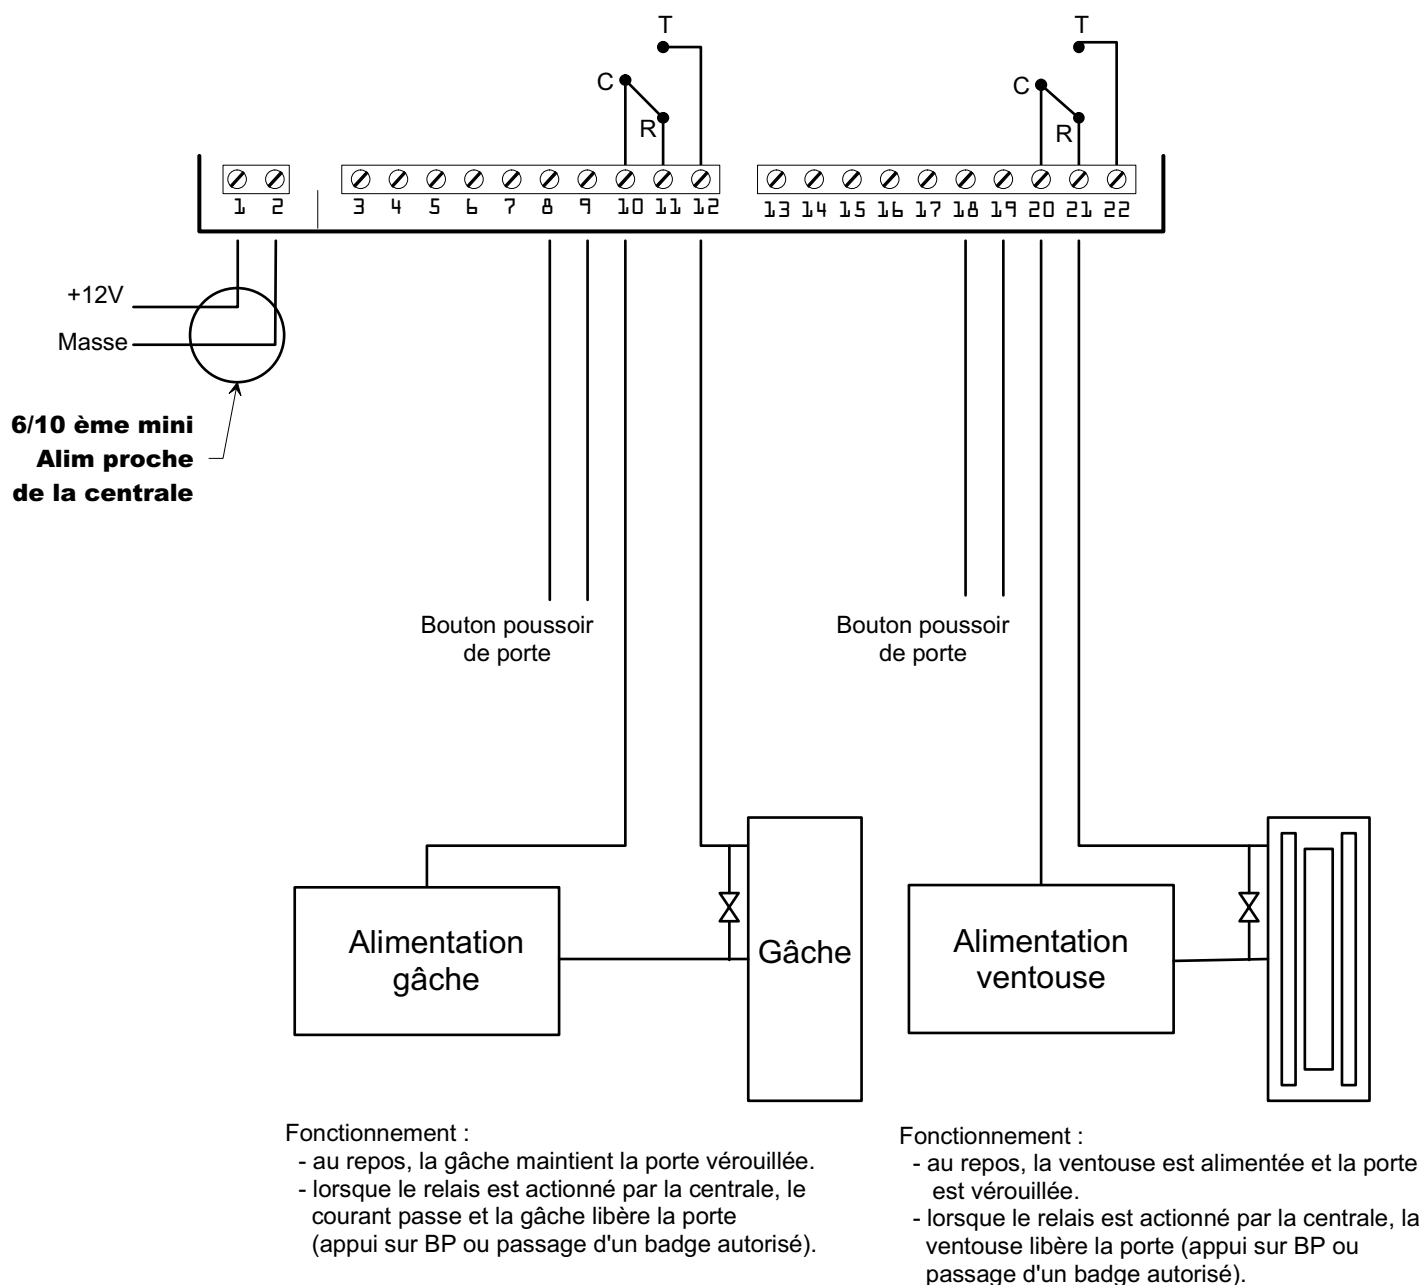 T
T
C
R
C
R
1 2 3 4 5 6 7 8 9 10 11 12 13 14 15 16 17 18 19 20 21 22
+12V
Masse
6/10 ème mini
Alim proche
de la centrale
Bouton poussoir
de porte
Bouton poussoir
de porte
Alimentation
gâche
Gâche
Alimentation
ventouse
Fonctionnement :
- au repos, la gâche maintient la porte vérouillée.
- lorsque le relais est actionné par la centrale, le
courant passe et la gâche libère la porte
(appui sur BP ou passage d'un badge autorisé).
Fonctionnement :
- au repos, la ventouse est alimentée et la porte
est vérouillée.
- lorsque le relais est actionné par la centrale, la
ventouse libère la porte (appui sur BP ou
passage d'un badge autorisé).